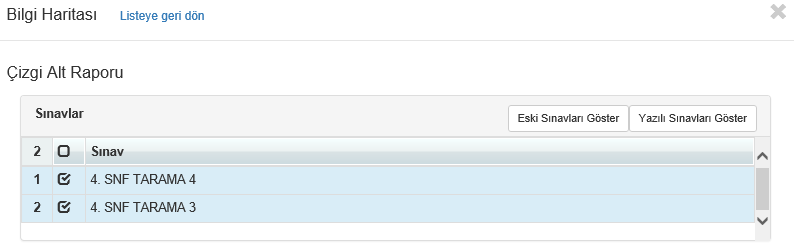 Bilgi Haritası Listeye geri dön
Çizgi Alt Raporu
Sınavlar Eski Sınavları Göster Yazılı Sınavları Göster
2 Sınav
1 4. SNF TARAMA 4
2 4. SNF TARAMA 3